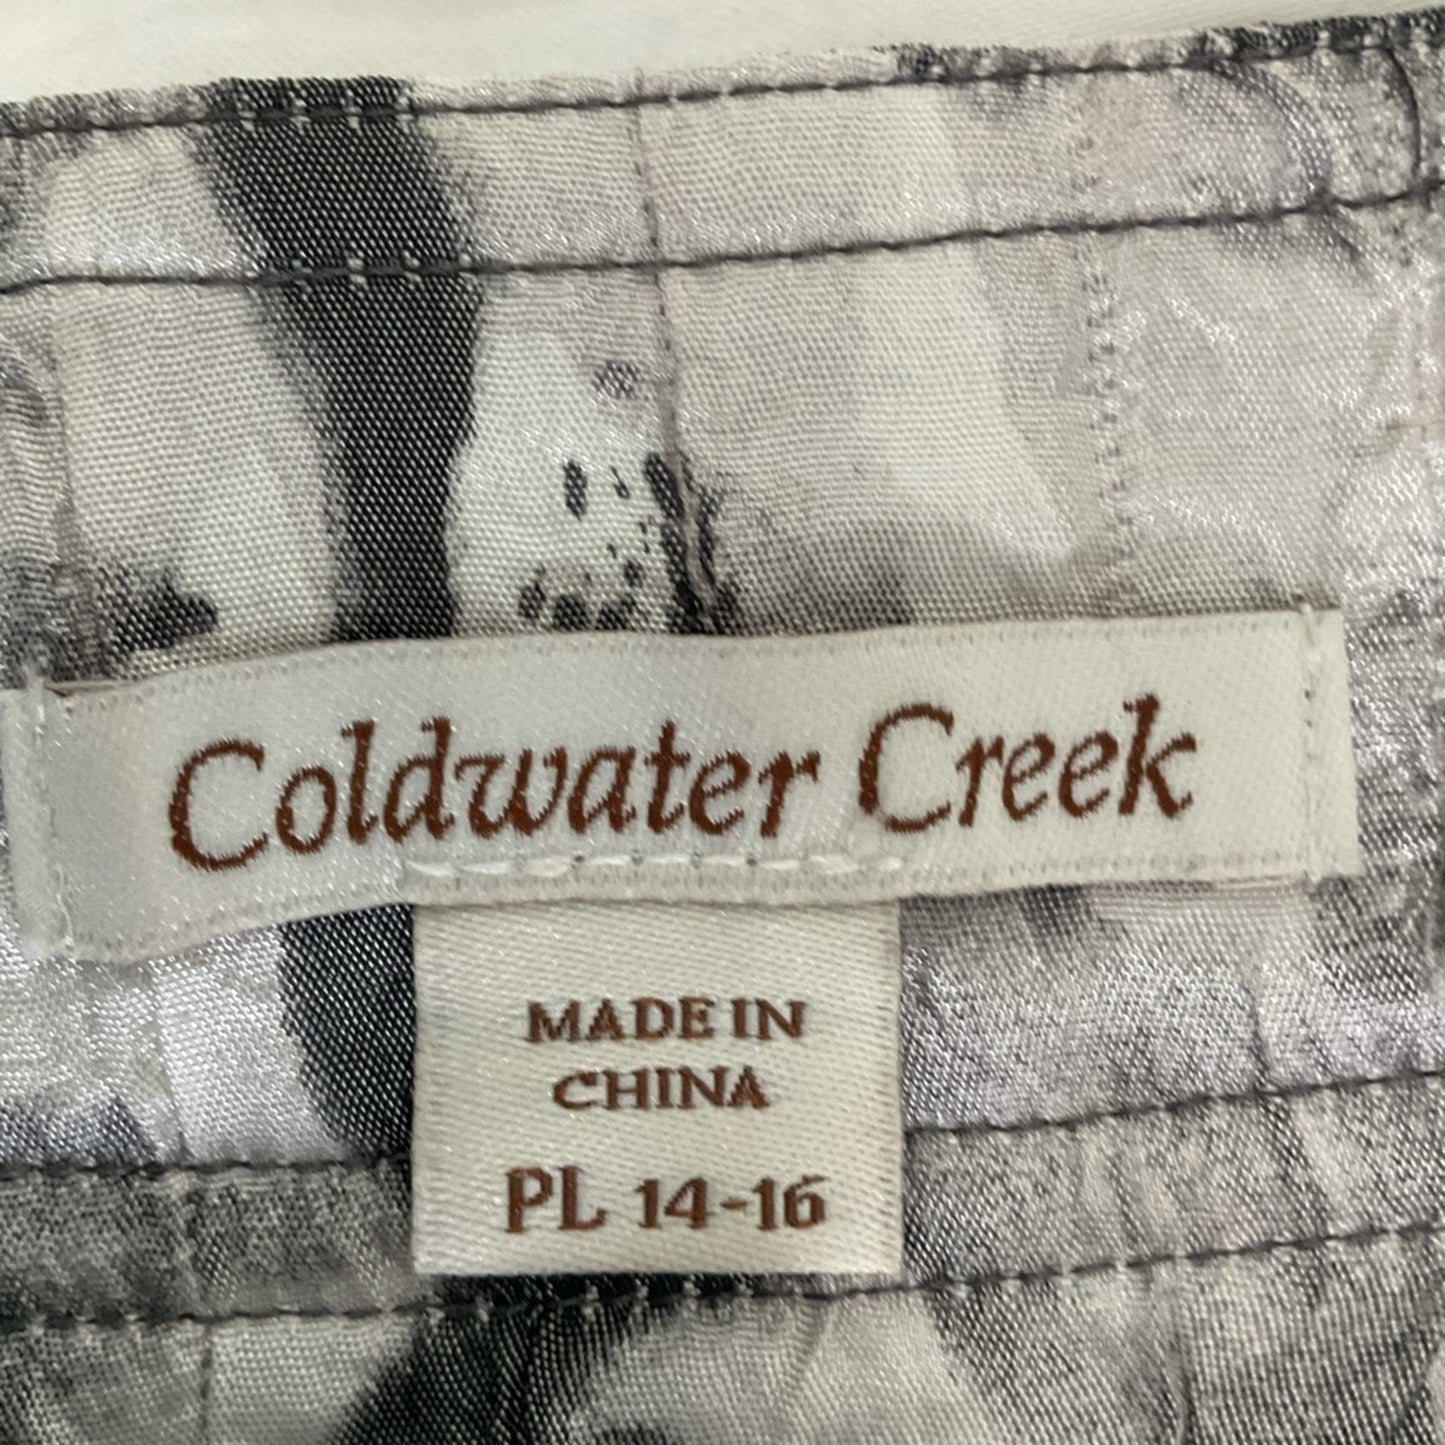 Coldwater Creek
MADE IN
CHINA
PL 14-16